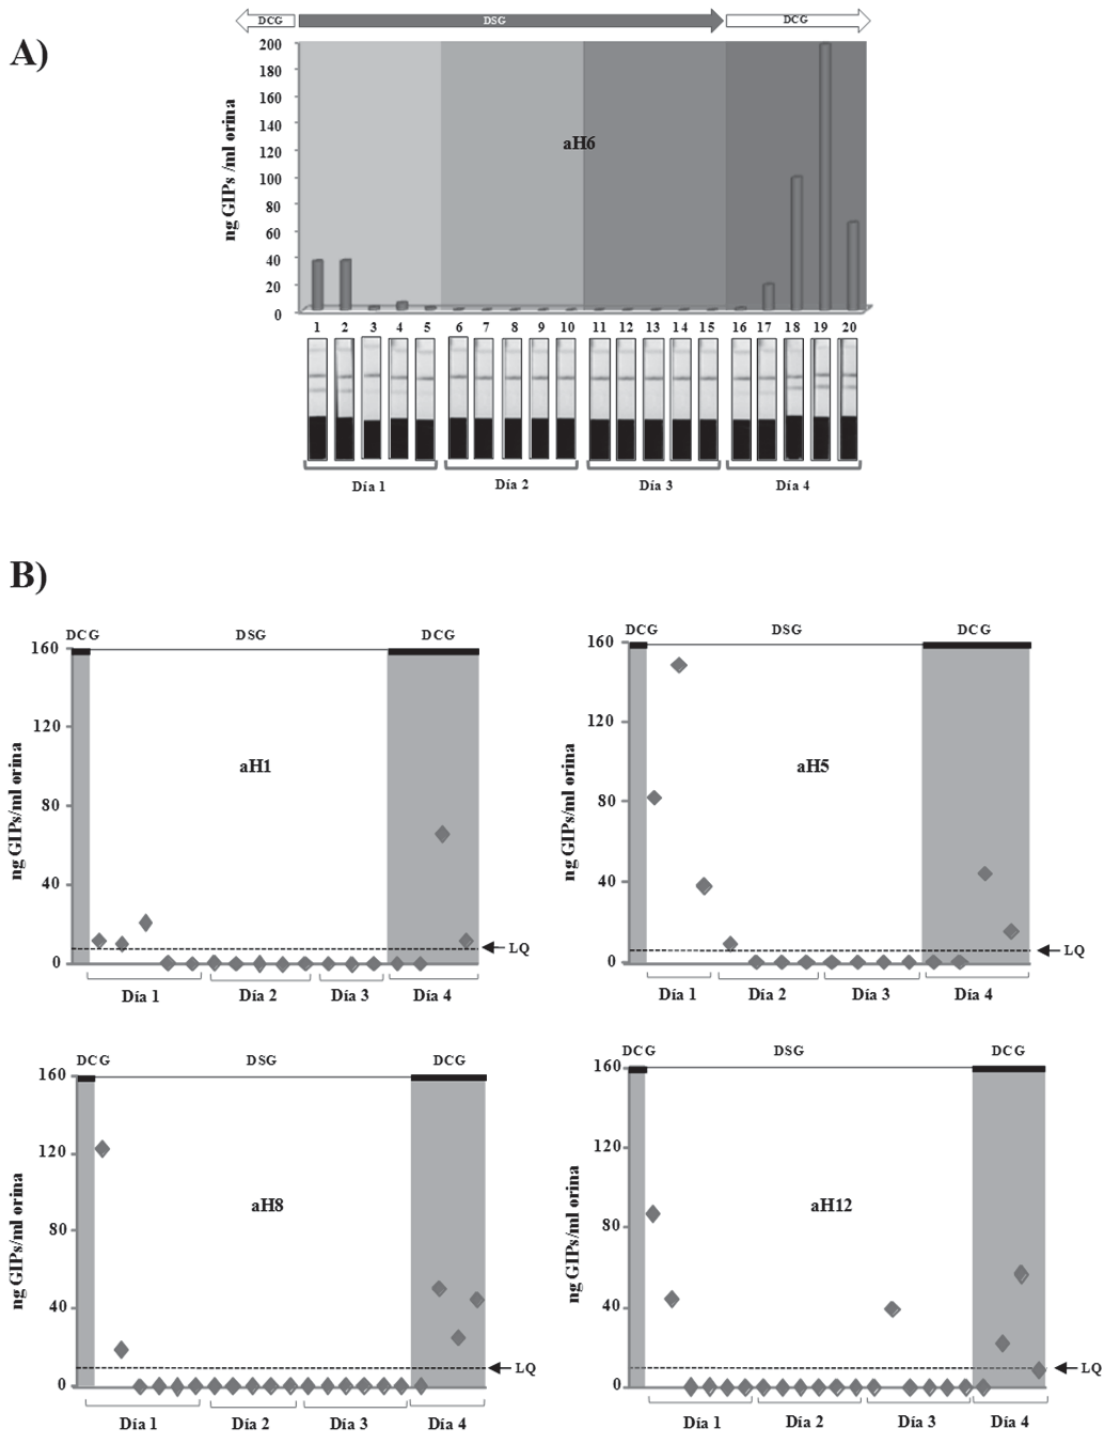 DCG DSG DCG
A)
ng GIPs /ml orina
200
180
160
140
120
100
80
60
40
20
0
aH6
1 2 3 4 5 6 7 8 9 10 11 12 13 14 15 16 17 18 19 20
Día 1 Día 2 Día 3 Día 4
B)
DCG DSG DCG
ng GIPs/ml orina
160
120
80
40
0
aH1
LQ
Día 1 Día 2 Día 3 Día 4
DCG DSG DCG
ng GIPs/ml orina
160
120
80
40
0
aH5
LQ
Día 1 Día 2 Día 3 Día 4
DCG DSG DCG
ng GIPs/ml orina
160
120
80
40
0
aH8
LQ
Día 1 Día 2 Día 3 Día 4
DCG DSG DCG
ng GIPs/ml orina
160
120
80
40
0
aH12
LQ
Día 1 Día 2 Día 3 Día 4